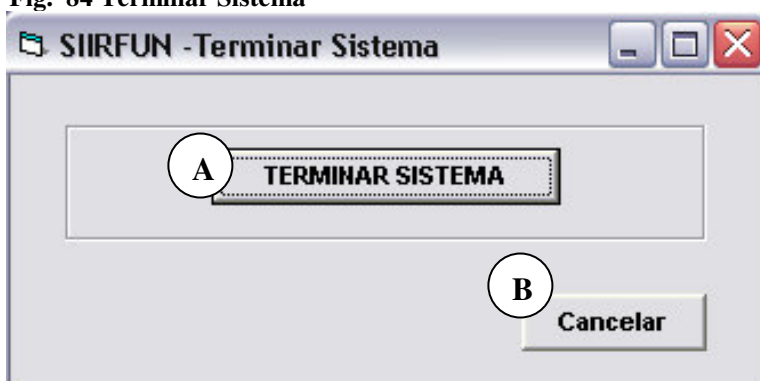 Fig. 84 Terminar Sistema
SIIRFUN -Terminar Sistema
A
TERMINAR SISTEMA
B
Cancelar